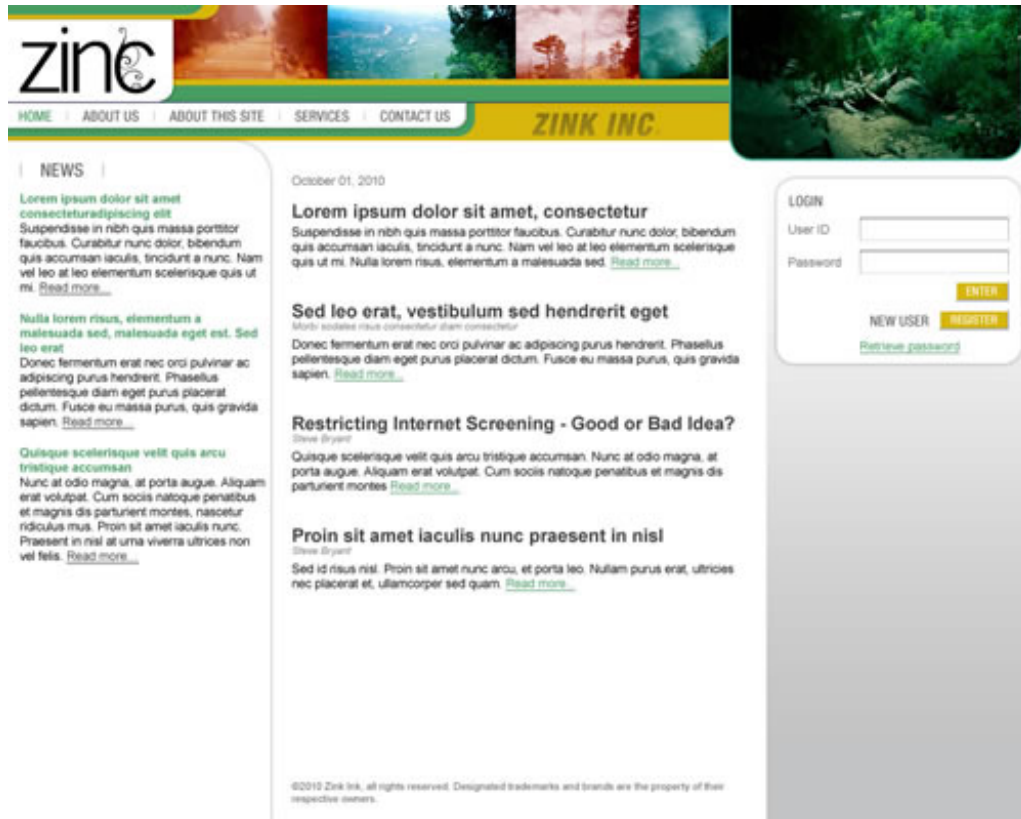 zinc
HOME
ABOUT US
ABOUT THIS SITE
SERVICES
CONTACT US
ZINK INC.
NEWS
Lorem ipsum dolor sit amet
consecteturadipiscing elit
Suspendisse in nibh quis massa porttitor
faucibus. Curabitur nunc dolor, bibendum
quis accumsan iaculis, tincidunt a nunc. Nam
vel leo at leo elementum scelerisque quis ut
mi. Read more...
Nulla lorem risus, elementum a
malesuada sed, malesuada eget est. Sed
leo erat
Donec fermentum erat nec orci pulvinar ac
adipiscing purus hendrerit. Phasellus
pellentesque diam eget purus placerat
dictum. Fusce eu massa purus, quis gravida
sapien. Read more...
Quisque scelerisque velit quis arcu
tristique accumsan
Nunc at odio magna, at porta augue. Aliquam
erat volutpat. Cum sociis natoque penatibus
et magnis dis parturient montes, nascetur
ridiculus mus. Proin sit amet iaculis nunc.
Praesent in nisl at urna viverra ultrices non
vel felis. Read more...
October 01, 2010
Lorem ipsum dolor sit amet, consectetur
Suspendisse in nibh quis massa porttitor faucibus. Curabitur nunc dolor, bibendum
quis accumsan iaculis, tincidunt a nunc. Nam vel leo at leo elementum scelerisque
quis ut mi. Nulla lorem risus, elementum a malesuada sed. Read more...
Sed leo erat, vestibulum sed hendrerit eget
Morbi sodales risus consectetur diam consectetur
Donec fermentum erat nec orci pulvinar ac adipiscing purus hendrerit. Phasellus
pellentesque diam eget purus placerat dictum. Fusce eu massa purus, quis gravida
sapien. Read more...
Restricting Internet Screening - Good or Bad Idea?
Steve Bryant
Quisque scelerisque velit quis arcu tristique accumsan. Nunc at odio magna, at
porta augue. Aliquam erat volutpat. Cum sociis natoque penatibus et magnis dis
parturient montes Read more...
Proin sit amet iaculis nunc praesent in nisl
Steve Bryant
Sed id risus nisl. Proin sit amet nunc arcu, et porta leo. Nullam purus erat, ultricies
nec placerat et, ullamcorper sed quam. Read more...
©2010 Zink Ink, all rights reserved. Designated trademarks and brands are the property of their
respective owners.
LOGIN
User ID
Password
ENTER
NEW USER REGISTER
Retrieve password